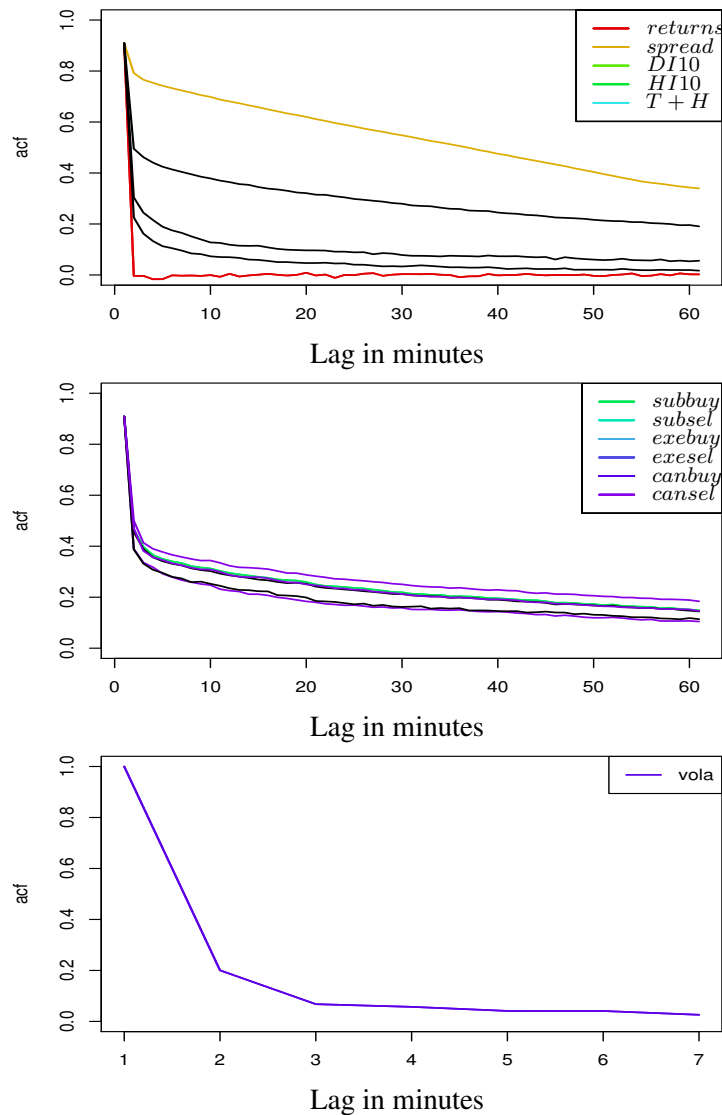 1.0
0.8
0.6
0.4
0.2
0.0
acf
returns
spread
DI10
HI10
T + H
0 10 20 30 40 50 60
Lag in minutes
1.0
0.8
0.6
0.4
0.2
0.0
acf
subbuy
subsel
exebuy
exesel
canbuy
cansel
0 10 20 30 40 50 60
Lag in minutes
1.0
0.8
0.6
0.4
0.2
0.0
acf
vola
1 2 3 4 5 6 7
Lag in minutes